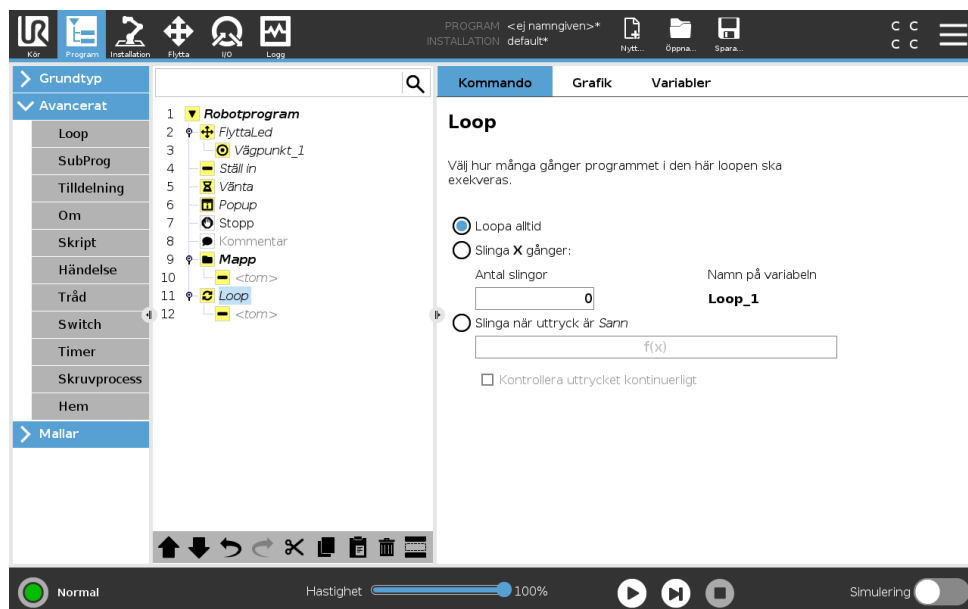 UR
Kör
Program
Installation
Flytta
I/O
Logg
PROGRAM <ej namngiven>*
INSTALLATION default*
Nytt...
Öppna...
Spara...
C C
C C
Grundtyp
Avancerat
Loop
SubProg
Tilldelning
Om
Skript
Händelse
Tråd
Switch
Timer
Skruvprocess
Hem
Mallar
1 Robotprogram
2 FlyttaLed
3 Vägpunkt_1
4 Ställ in
5 Vänta
6 Popup
7 Stopp
8 Kommentar
9 Mapp
10 <tom>
11 Loop
12 <tom>
Kommando Grafik Variabler
Loop
Välj hur många gånger programmet i den här loopen ska
exekveras.
Loopa alltid
Slinga X gånger:
Antal slingor Namn på variabeln
0 Loop_1
Slinga när uttryck är Sann
f(x)
Kontrollera uttrycket kontinuerligt
Normal
Hastighet 100%
Simulering